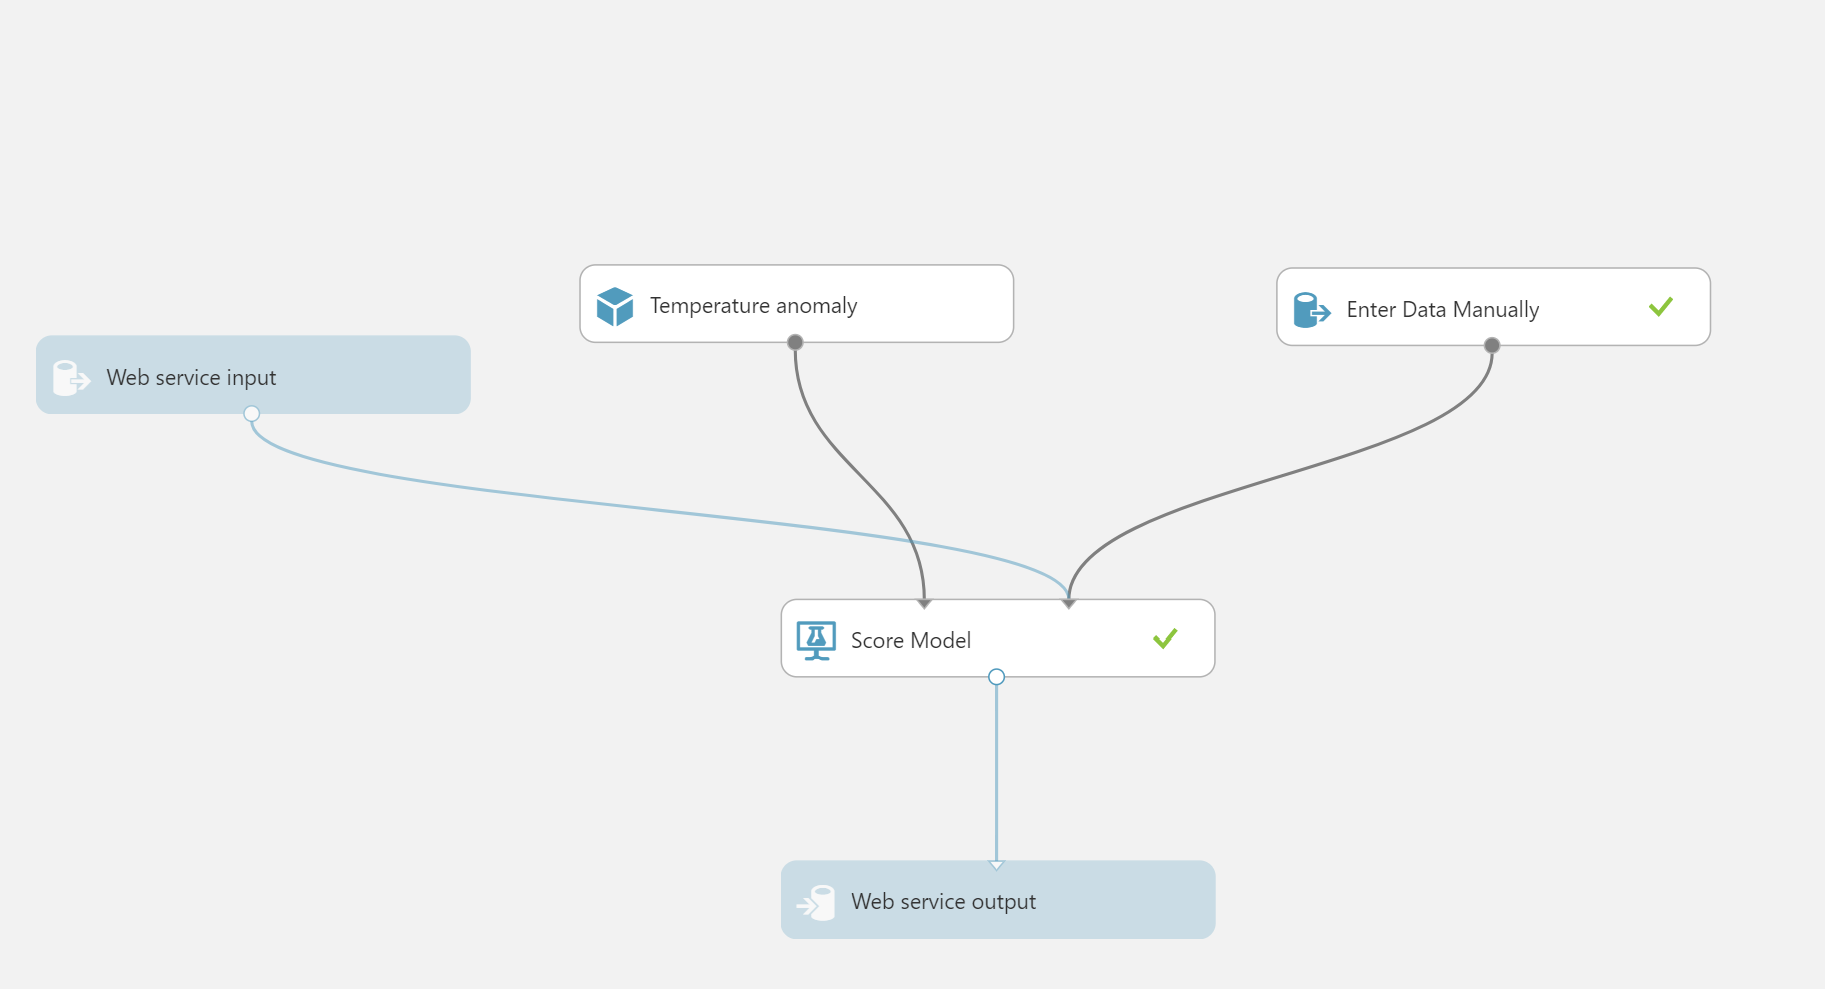 Temperature anomaly
Enter Data Manually
Web service input
Score Model
Web service output